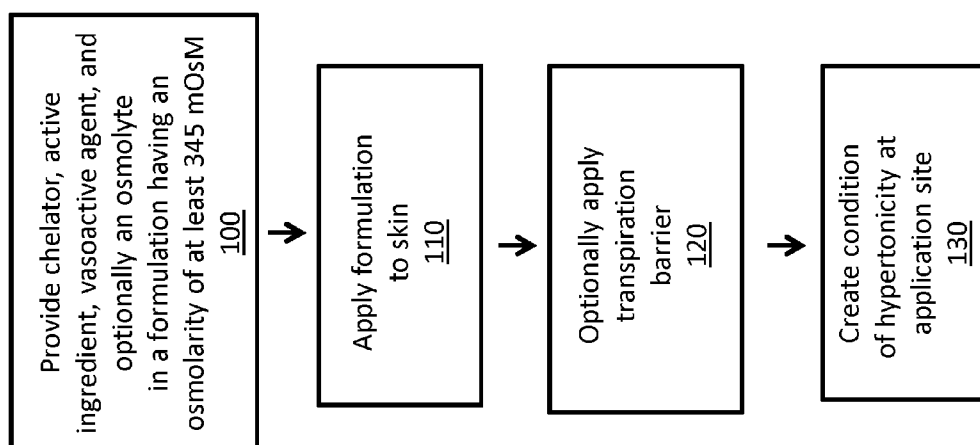 Provide chelator, active
ingredient, vasoactive agent, and
optionally an osmolyte
in a formulation having an
osmolarity of at least 345 mOsM
100
Apply formulation
to skin
110
Optionally apply
transpiration
barrier
120
Create condition
of hypertonicity at
application site
130